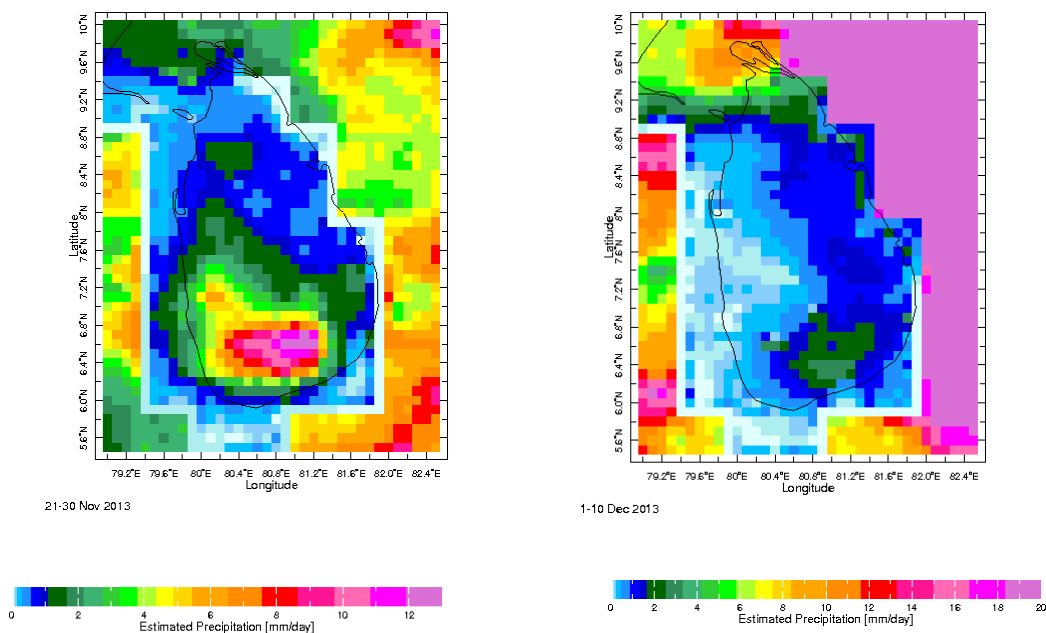 10°N
9.6°N
9.2°N
8.8°N
8.4°N
8°N
7.6°N
7.2°N
6.8°N
6.4°N
6.0°N
5.6°N
Latitude
79.2°E 79.6°E 80°E 80.4°E 80.8°E 81.2°E 81.6°E 82.0°E 82.4°E
Longitude
21-30 Nov 2013
0 2 4 6 8 10 12
Estimated Precipitation [mm/day]
10°N
9.6°N
9.2°N
8.8°N
8.4°N
8°N
7.6°N
7.2°N
6.8°N
6.4°N
6.0°N
5.6°N
Latitude
79.2°E 79.6°E 80°E 80.4°E 80.8°E 81.2°E 81.6°E 82.0°E 82.4°E
Longitude
1-10 Dec 2013
0 2 4 6 8 10 12 14 16 18 20
Estimated Precipitation [mm/day]